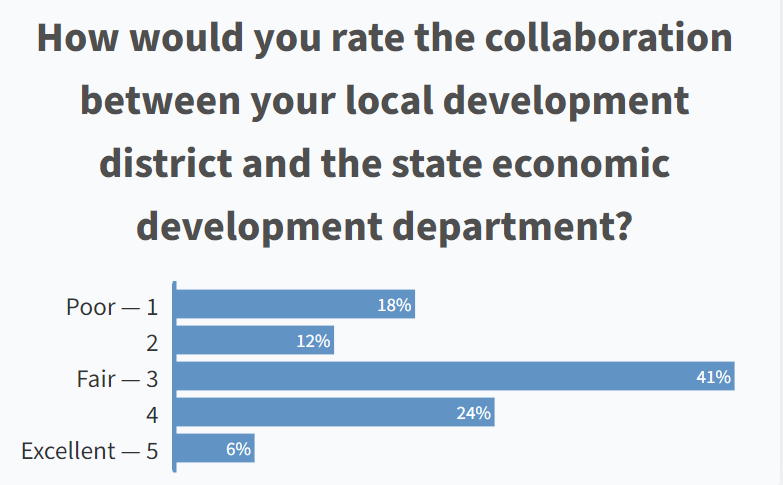 How would you rate the collaboration
between your local development
district and the state economic
development department?
Poor — 1 18%
2 12%
Fair — 3 41%
4 24%
Excellent — 5 6%